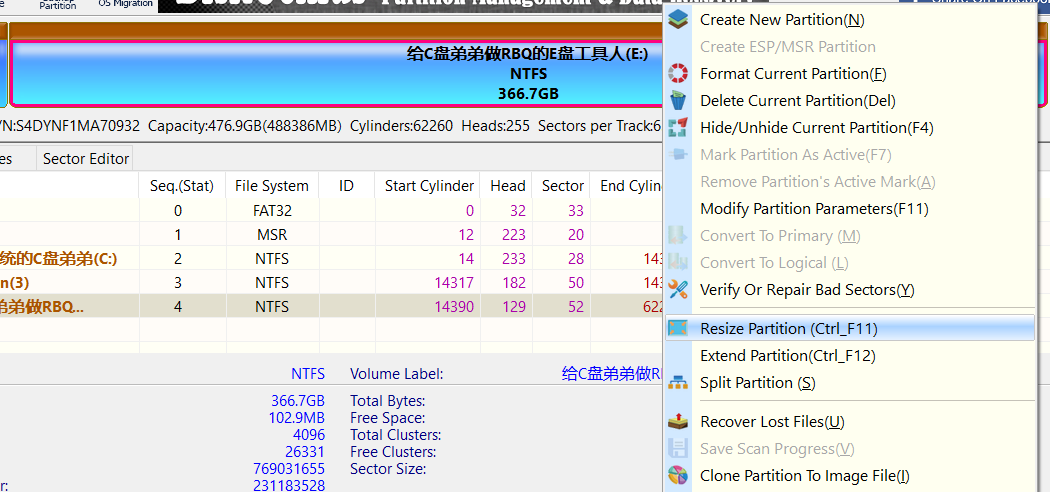 Partition
OS Migration
Partition Management &
给C盘弟弟做RBQ的E盘工具人(E:)
NTFS
366.7GB
/N:S4DYNF1MA70932 Capacity:476.9GB(488386MB) Cylinders:62260 Heads:255 Sectors per Track:6
es Sector Editor
Seq.(Stat) File System ID Start Cylinder Head Sector End Cylin
0 FAT32 0 32 33
1 MSR 12 223 20
统的C盘弟弟(C:) 2 NTFS 14 233 28 143
n(3) 3 NTFS 14317 182 50 143
弟弟做RBQ... 4 NTFS 14390 129 52 622
NTFS Volume Label: 给C盘弟弟做R
366.7GB Total Bytes:
102.9MB Free Space:
4096 Total Clusters:
26331 Free Clusters:
769031655 Sector Size:
r: 231183528
Create New Partition(N)
Create ESP/MSR Partition
Format Current Partition(F)
Delete Current Partition(Del)
Hide/Unhide Current Partition(F4)
Mark Partition As Active(F7)
Remove Partition's Active Mark(A)
Modify Partition Parameters(F11)
Convert To Primary (M)
Convert To Logical (L)
Verify Or Repair Bad Sectors(Y)
Resize Partition (Ctrl_F11)
Extend Partition(Ctrl_F12)
Split Partition (S)
Recover Lost Files(U)
Save Scan Progress(V)
Clone Partition To Image File(I)